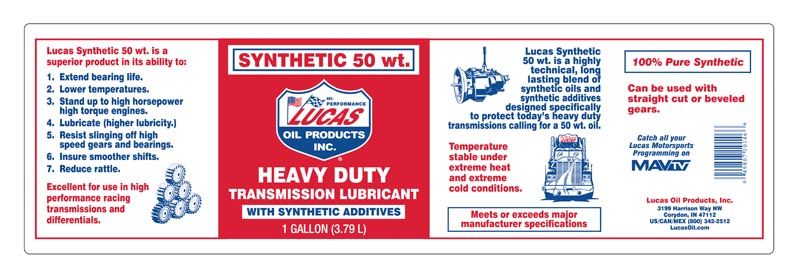 Lucas Synthetic 50 wt. is a
superior product in its ability to:
1. Extend bearing life.
2. Lower temperatures.
3. Stand up to high horsepower
high torque engines.
4. Lubricate (higher lubricity.)
5. Resist slinging off high
speed gears and bearings.
6. Insure smoother shifts.
7. Reduce rattle.
Excellent for use in high
performance racing
transmissions and
differentials.
SYNTHETIC 50 wt.
HI-
PERFORMANCE
LUCAS
OIL PRODUCTS
INC.
®
HEAVY DUTY
TRANSMISSION LUBRICANT
WITH SYNTHETIC ADDITIVES
1 GALLON (3.79 L)
Lucas Synthetic
50 wt. is a highly
technical, long
lasting blend of
synthetic oils and
synthetic additives
designed specifically
to protect today's heavy duty
transmissions calling for a 50 wt. oil.
Temperature
stable under
extreme heat
and extreme
cold conditions.
Meets or exceeds major
manufacturer specifications
100% Pure Synthetic
Can be used with
straight cut or beveled
gears.
Catch all your
Lucas Motorsports
Programming on
MAVTV
Lucas Oil Products, Inc.
3199 Harrison Way NW
Corydon, IN 47112
US/CAN/MEX (800) 342-2512
LucasOil.com